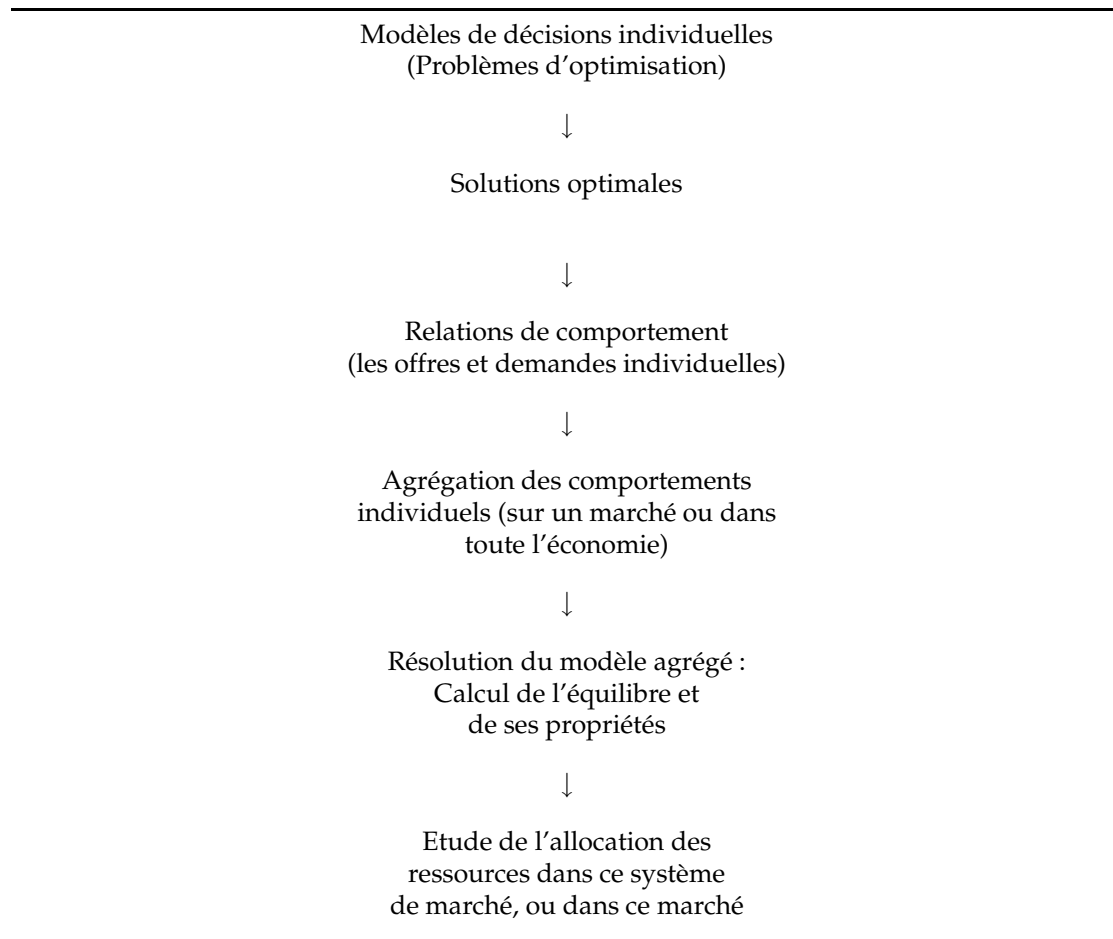 Modèles de décisions individuelles
(Problèmes d'optimisation)
↓
Solutions optimales
↓
Relations de comportement
(les offres et demandes individuelles)
↓
Agrégation des comportements
individuels (sur un marché ou dans
toute l'économie)
↓
Résolution du modèle agrégé :
Calcul de l'équilibre et
de ses propriétés
↓
Etude de l'allocation des
ressources dans ce système
de marché, ou dans ce marché